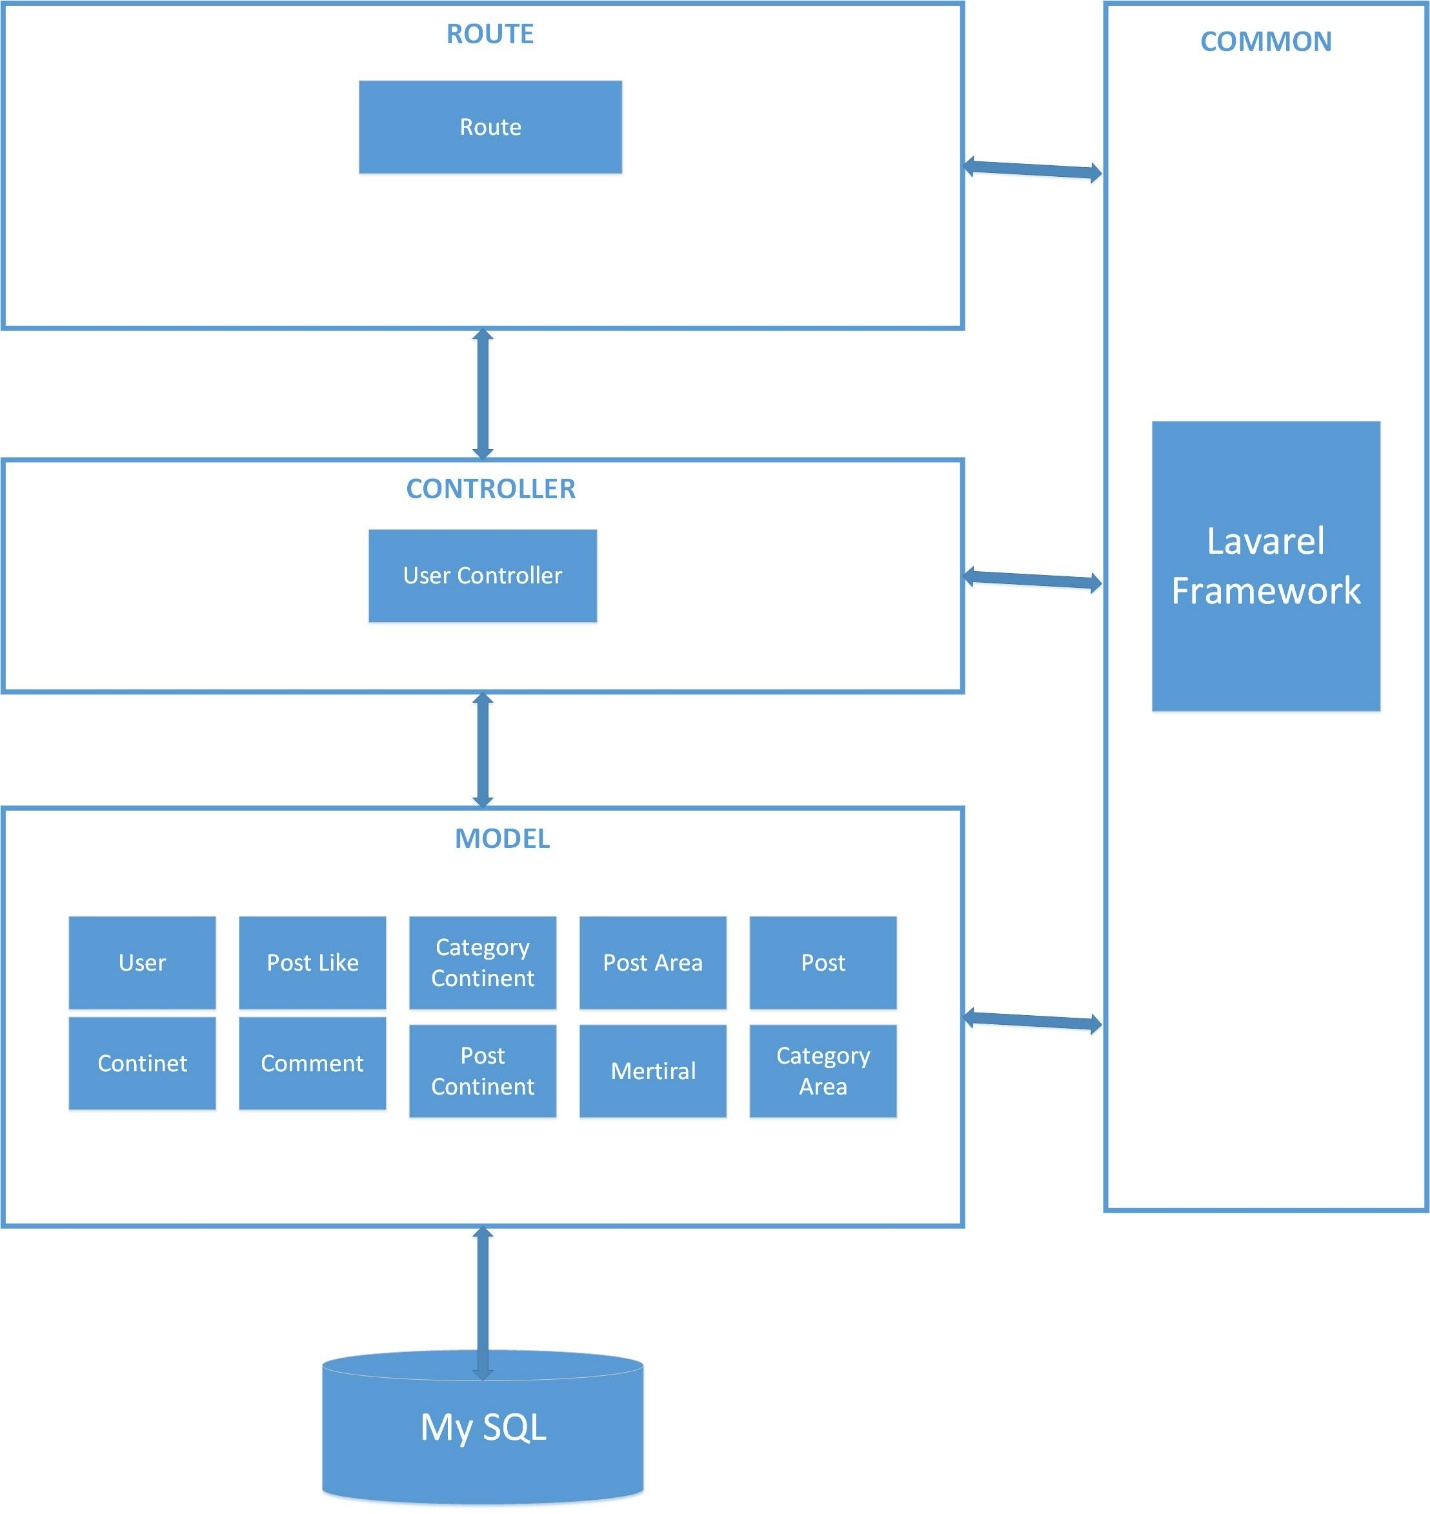 ROUTE
Route
COMMON
Lavarel
Framework
CONTROLLER
User Controller
MODEL
User
Post Like
Category
Continent
Post Area
Post
Continet
Comment
Post
Continent
Mertiral
Category
Area
My SQL